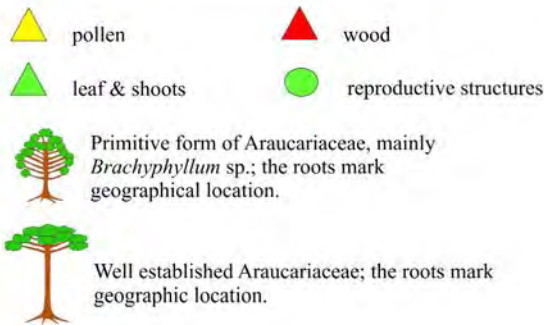 pollen
wood
leaf & shoots
reproductive structures
Primitive form of Araucariaceae, mainly
Brachyphyllum sp.; the roots mark
geographical location.
Well established Araucariaceae; the roots mark
geographic location.